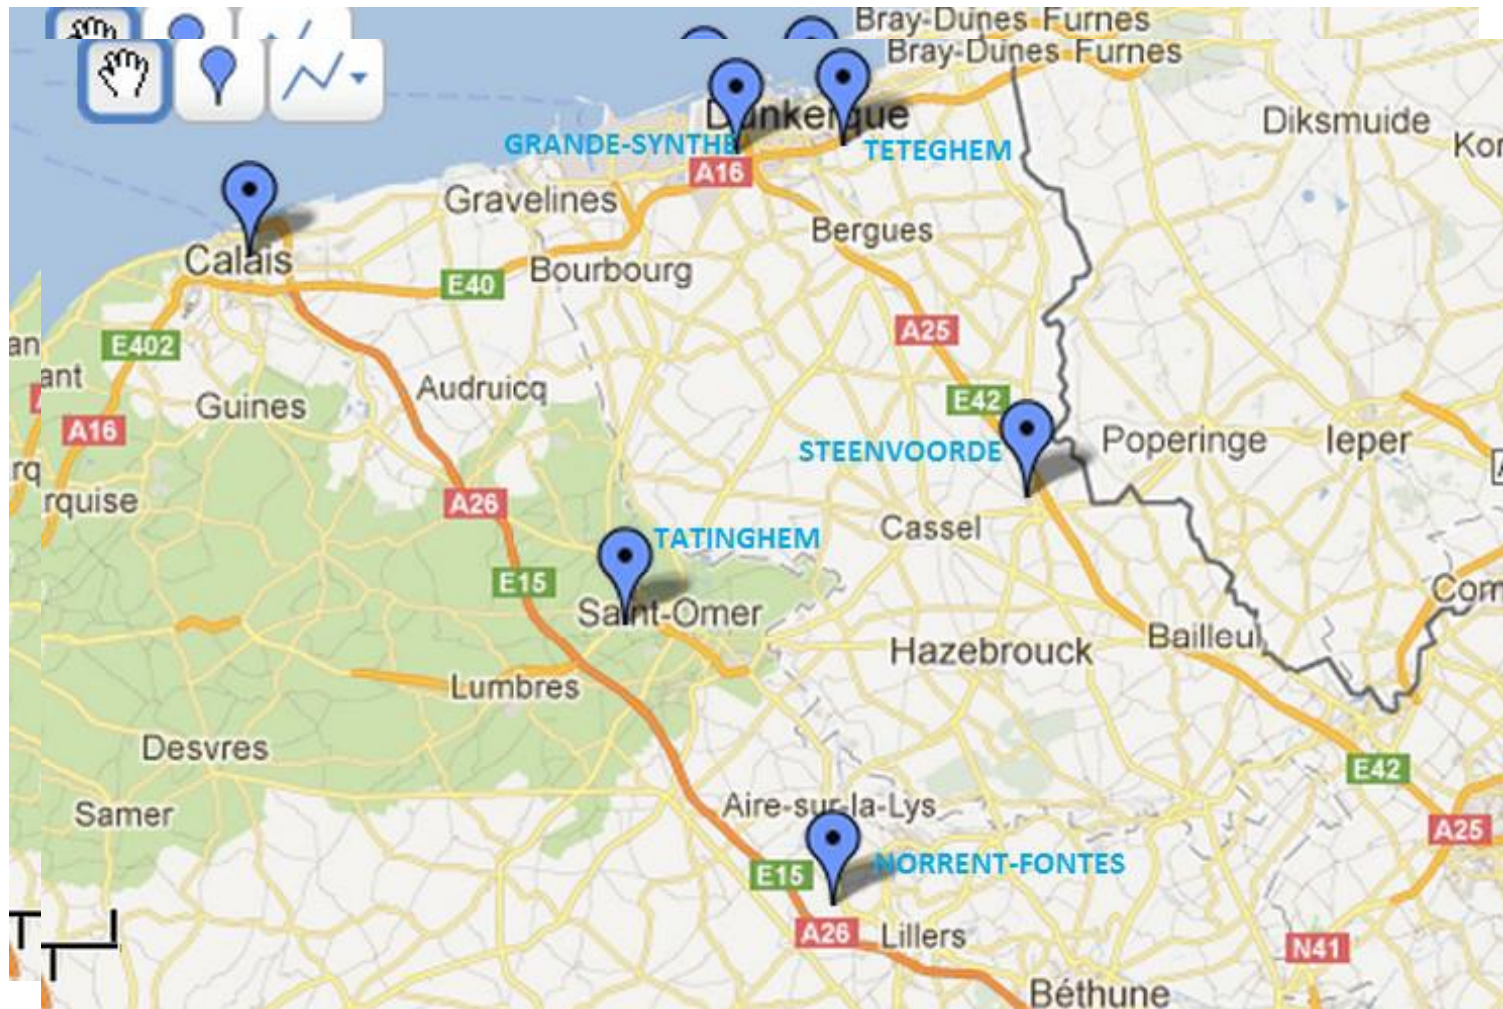 Bray-Dunes Furnes
Bray-Dunes Furnes
Dunkerque
Diksmuide
GRANDE-SYNTHE
TETEGHEM
A16
Gravelines
Bergues
Calais
Bourbourg
E40
A25
E402
ant
Audruicq
E42
Guines
A16
STEENVOORDE
Poperinge
Ieper
rq
rquise
A26
Cassel
TATINGHEM
E15
Saint-Omer
Hazebrouck
Bailleul
Lumbres
Desvres
E42
Samer
Aire-sur-la-Lys
A25
E15
NORRENT-FONTES
A26
Lillers
N41
Béthune